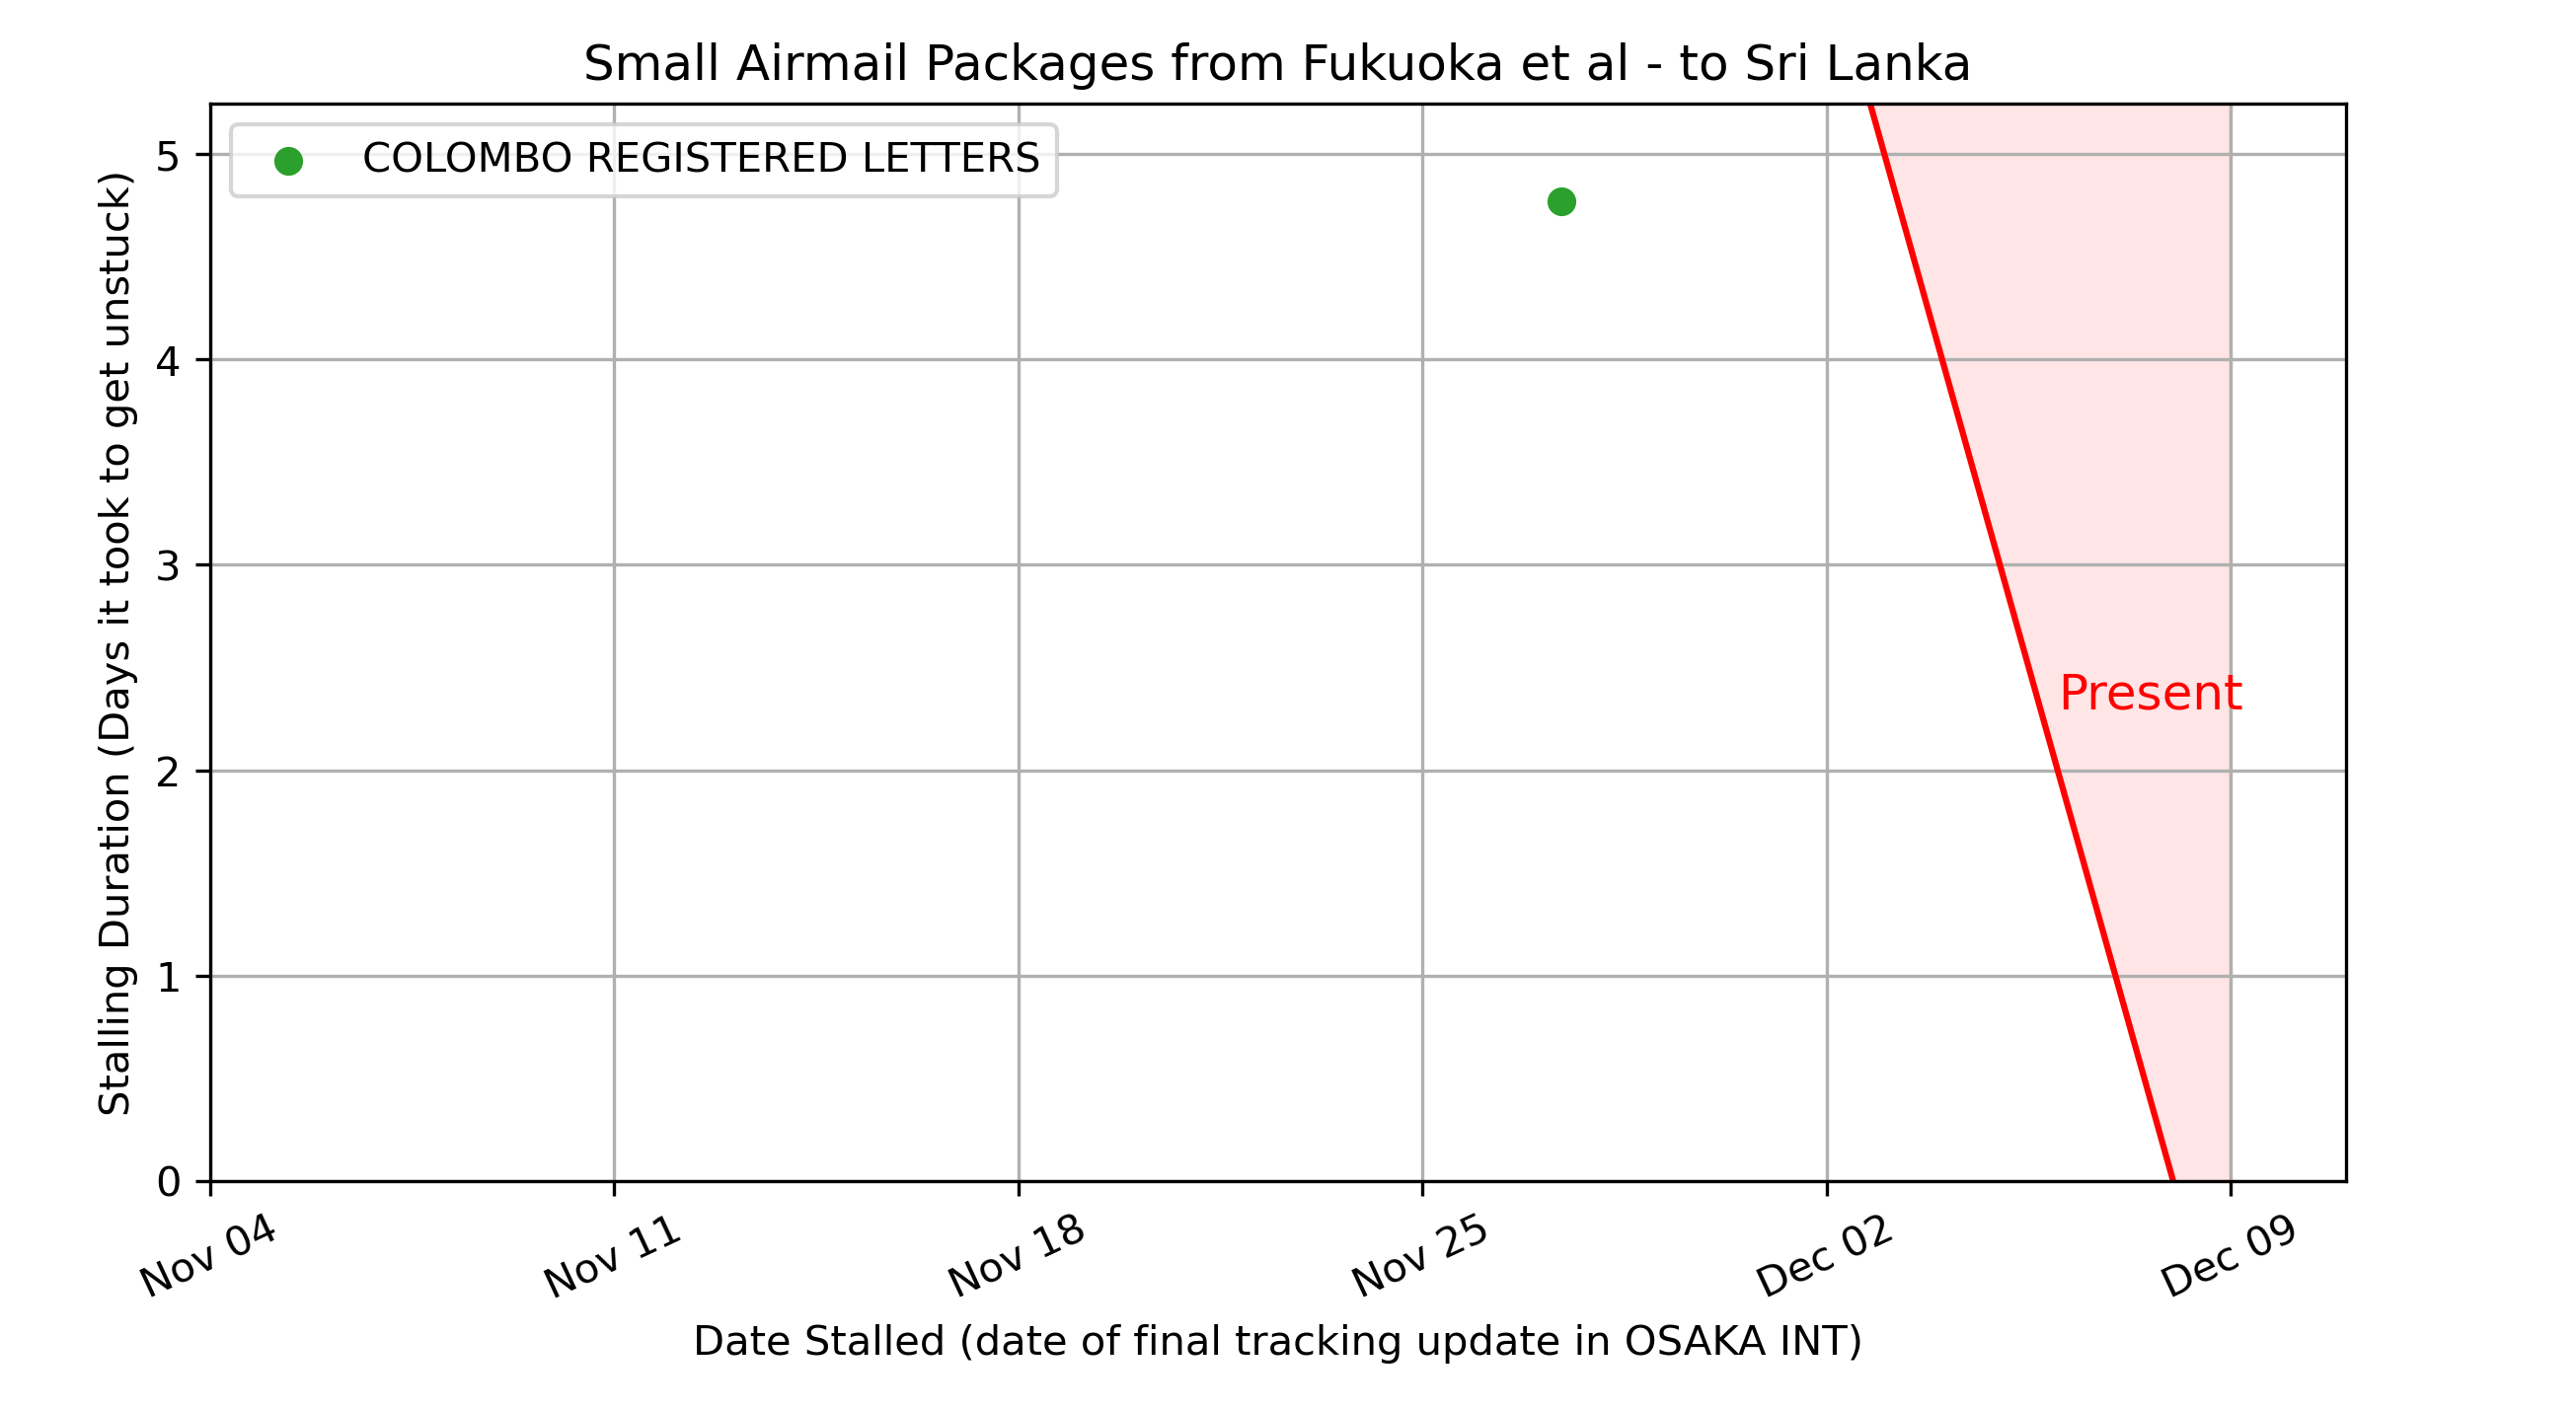 Small Airmail Packages from Fukuoka et al - to Sri Lanka
COLOMBO REGISTERED LETTERS
Stalling Duration (Days it took to get unstuck)
5
4
3
2
1
0
Present
Nov 04
Nov 11
Nov 18
Nov 25
Dec 02
Dec 09
Date Stalled (date of final tracking update in OSAKA INT)